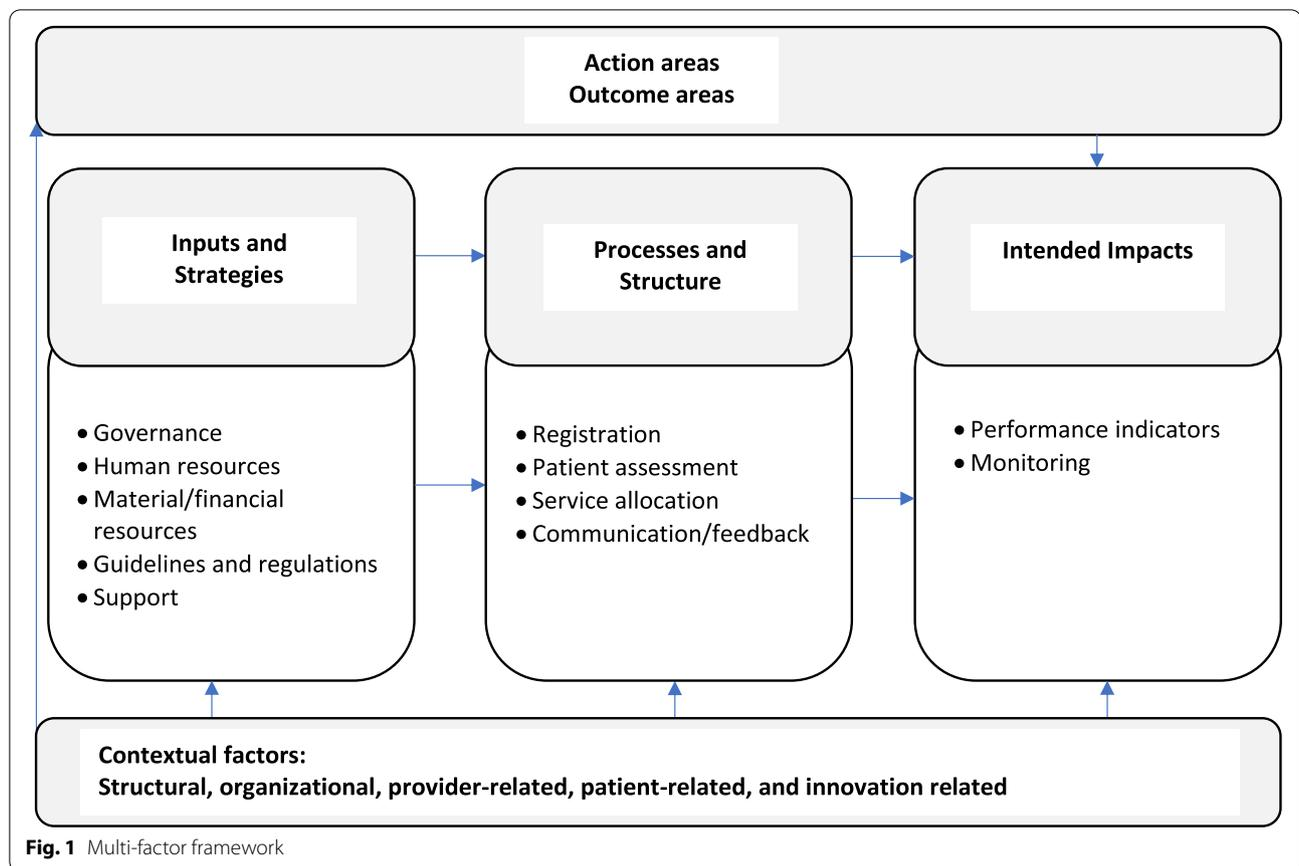 Action areas
Outcome areas
Inputs and
Strategies
Processes and
Structure
Intended Impacts
• Governance
• Human resources
• Material/financial
resources
• Guidelines and regulations
• Support
• Registration
• Patient assessment
• Service allocation
• Communication/feedback
• Performance indicators
• Monitoring
Contextual factors:
Structural, organizational, provider-related, patient-related, and innovation related
Fig. 1 Multi-factor framework